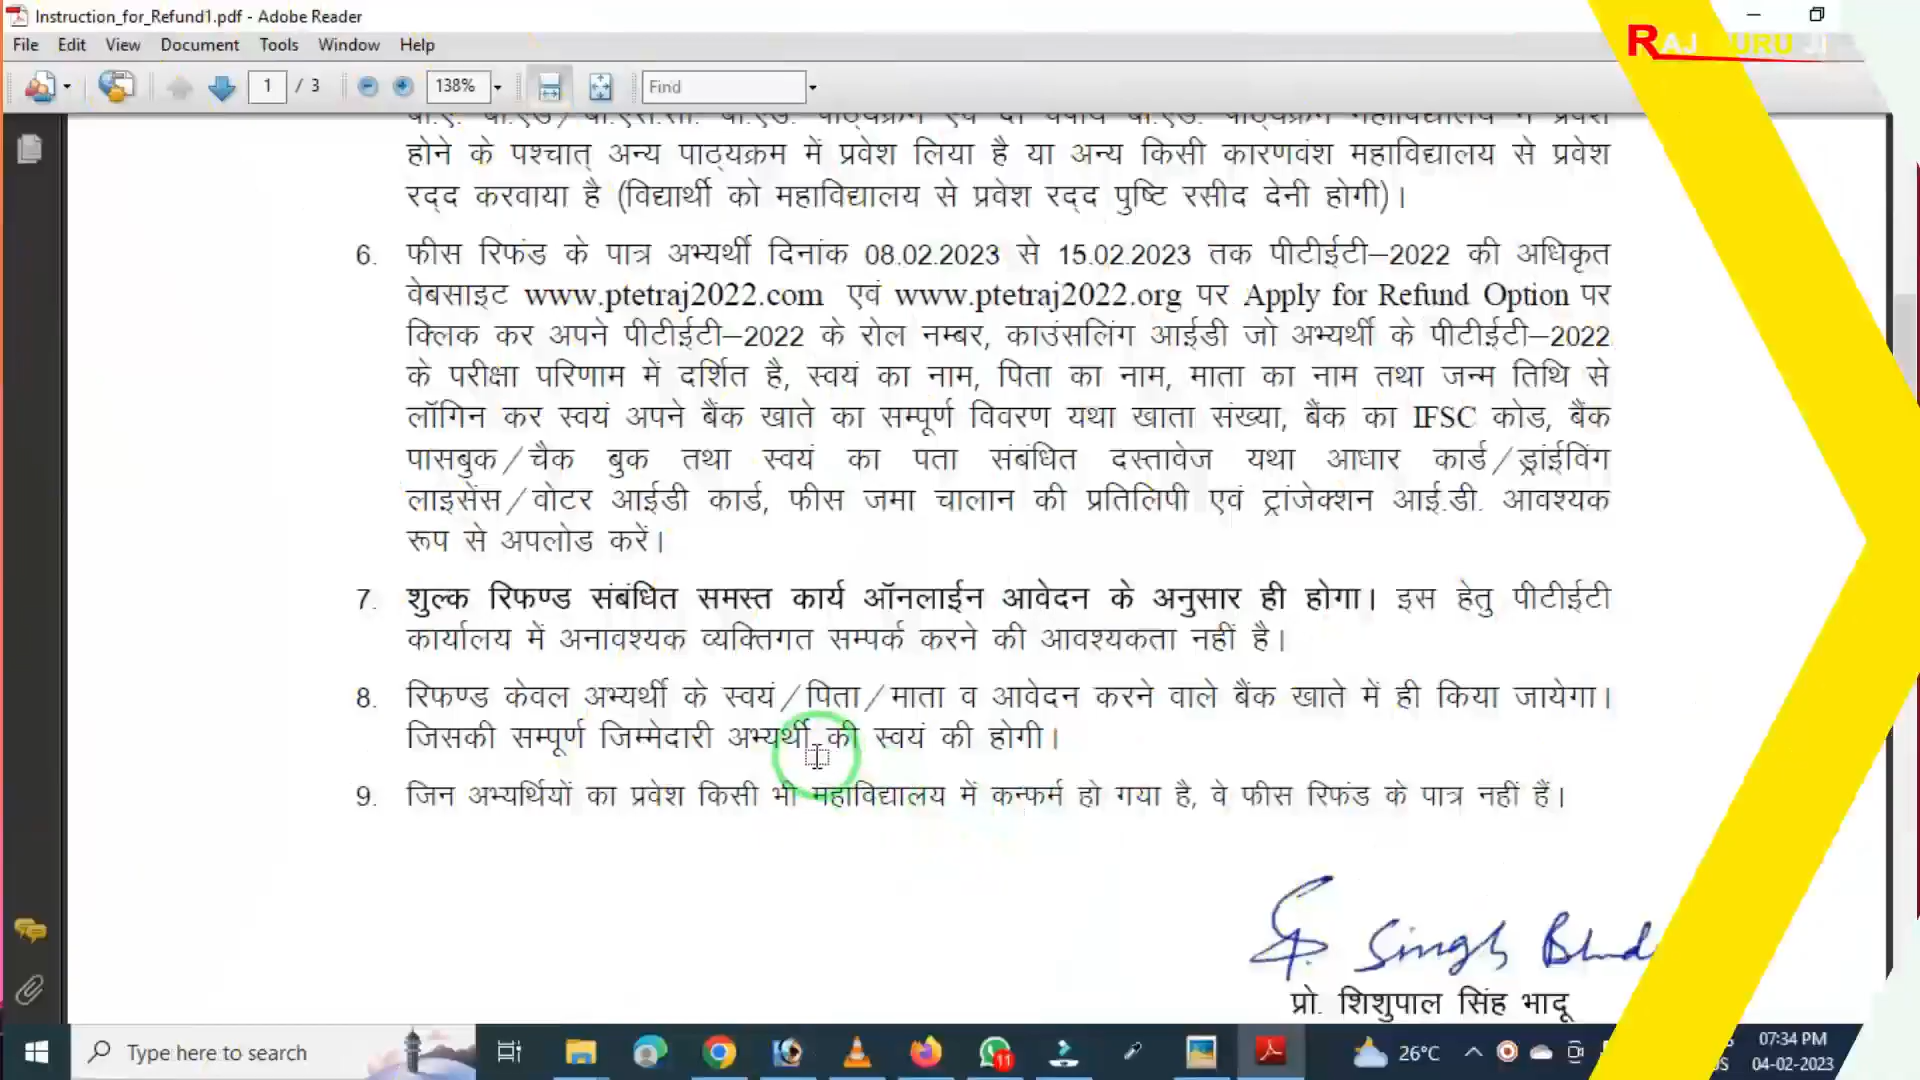 Instruction_for_Refund1.pdf - Adobe Reader
File Edit View Document Tools Window Help
1 / 3 138% Find
RAJ GURU JI
होने के पश्चात् अन्य पाठ्यक्रम में प्रवेश लिया है या अन्य किसी कारणवंश महाविद्यालय से प्रवेश
रद्द करवाया है (विद्यार्थी को महाविद्यालय से प्रवेश रद्द पुष्टि रसीद देनी होगी)।
6. फीस रिफंड के पात्र अभ्यर्थी दिनांक 08.02.2023 से 15.02.2023 तक पीटीईटी–2022 की अधिकृत
वेबसाइट www.ptetraj2022.com एवं www.ptetraj2022.org पर Apply for Refund Option पर
क्लिक कर अपने पीटीईटी–2022 के रोल नम्बर, काउंसलिंग आईडी जो अभ्यर्थी के पीटीईटी–2022
के परीक्षा परिणाम में दर्शित है, स्वयं का नाम, पिता का नाम, माता का नाम तथा जन्म तिथि से
लॉगिन कर स्वयं अपने बैंक खाते का सम्पूर्ण विवरण यथा खाता संख्या, बैंक का IFSC कोड, बैंक
पासबुक/चैक बुक तथा स्वयं का पता संबंधित दस्तावेज यथा आधार कार्ड/ड्रांईविंग
लाइसेंस/वोटर आईडी कार्ड, फीस जमा चालान की प्रतिलिपी एवं ट्रांजेक्शन आई.डी. आवश्यक
रूप से अपलोड करें।
7. शुल्क रिफण्ड संबंधित समस्त कार्य ऑनलाईन आवेदन के अनुसार ही होगा। इस हेतु पीटीईटी
कार्यालय में अनावश्यक व्यक्तिगत सम्पर्क करने की आवश्यकता नहीं है।
8. रिफण्ड केवल अभ्यर्थी के स्वयं/पिता/माता व आवेदन करने वाले बैंक खाते में ही किया जायेगा।
जिसकी सम्पूर्ण जिम्मेदारी अभ्यर्थी की स्वयं की होगी।
9. जिन अभ्यर्थियों का प्रवेश किसी भी महाविद्यालय में कन्फर्म हो गया है, वे फीस रिफंड के पात्र नहीं हैं।
Singh
प्रो. शिशुपाल सिंह भादू
Type here to search 11 26°C 07:34 PM
04-02-2023